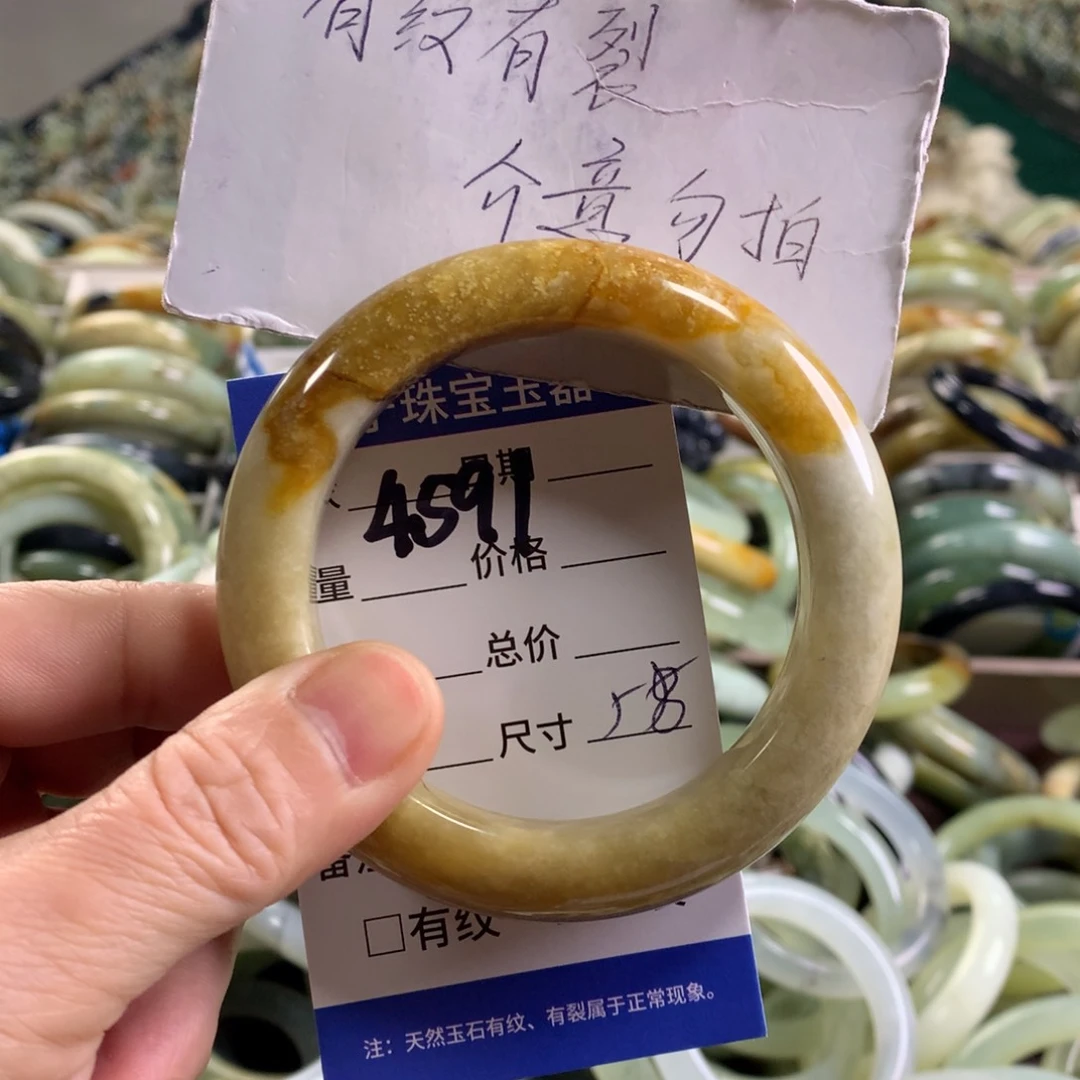 有纹有裂
介意勿拍
珠宝玉器
4591
期
价格
量
总价
尺寸
备注
□有纹
注：天然玉石有纹、有裂属于正常现象。